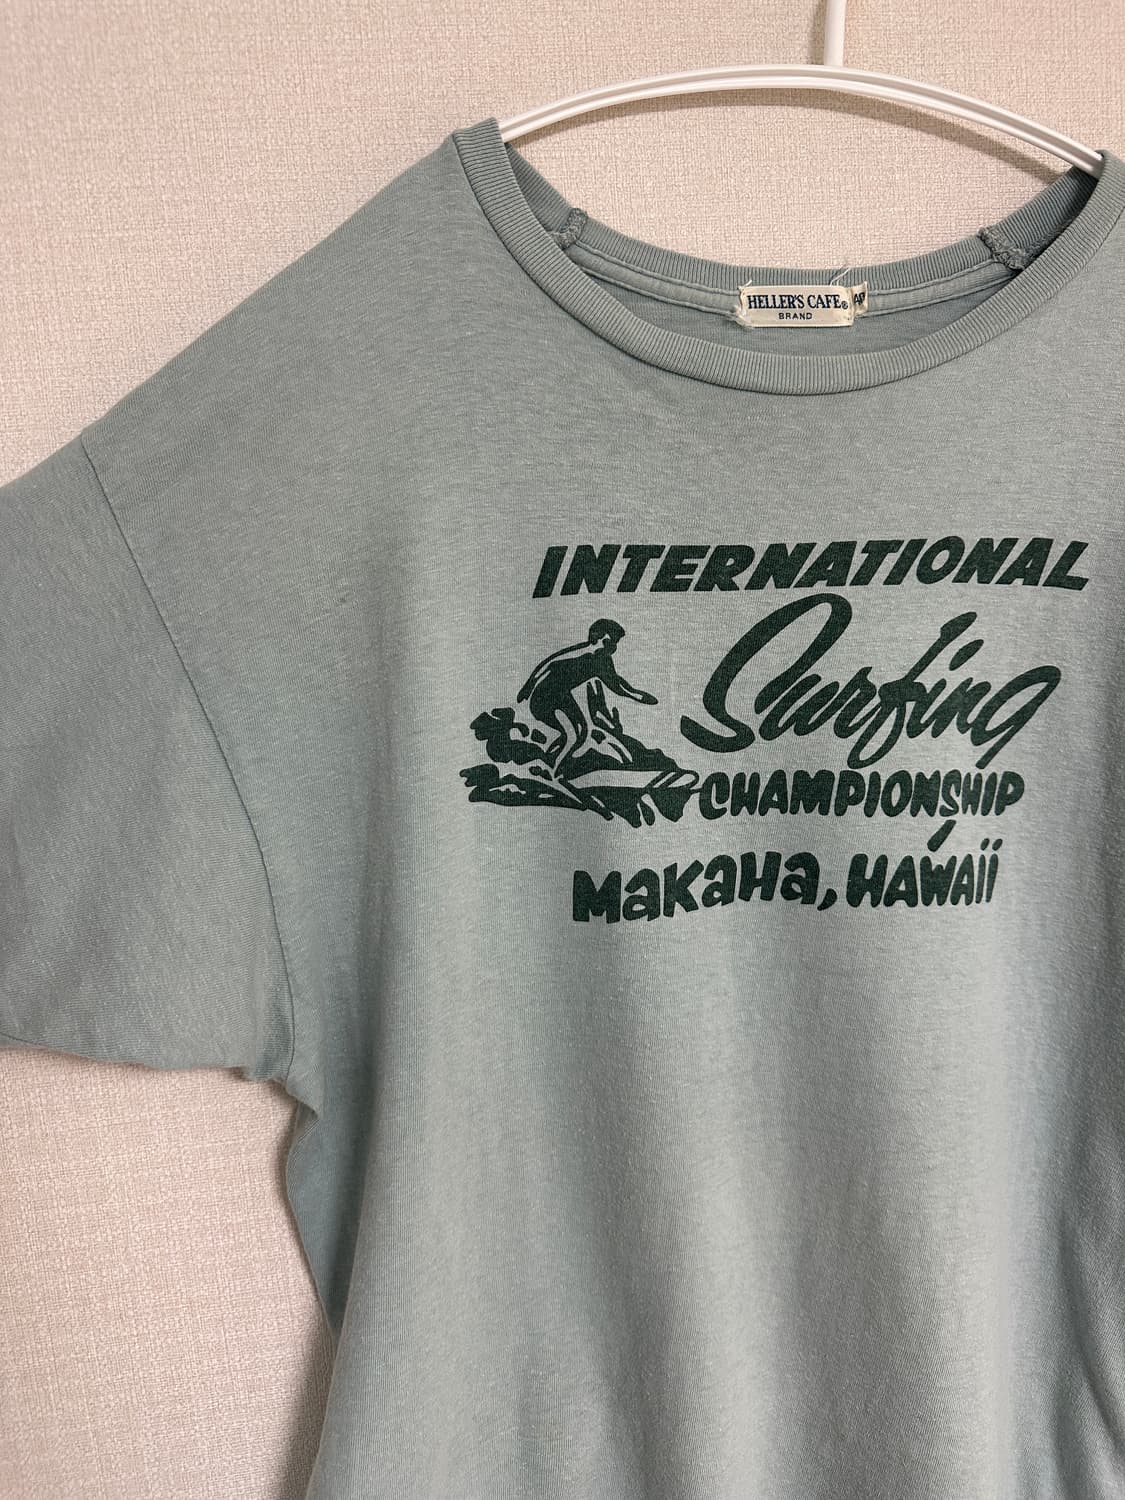 HELLER'S CAFE®
BRAND
INTERNATIONAL
Surfing
CHAMPIONSHIP
MAKAHA, HAWAII